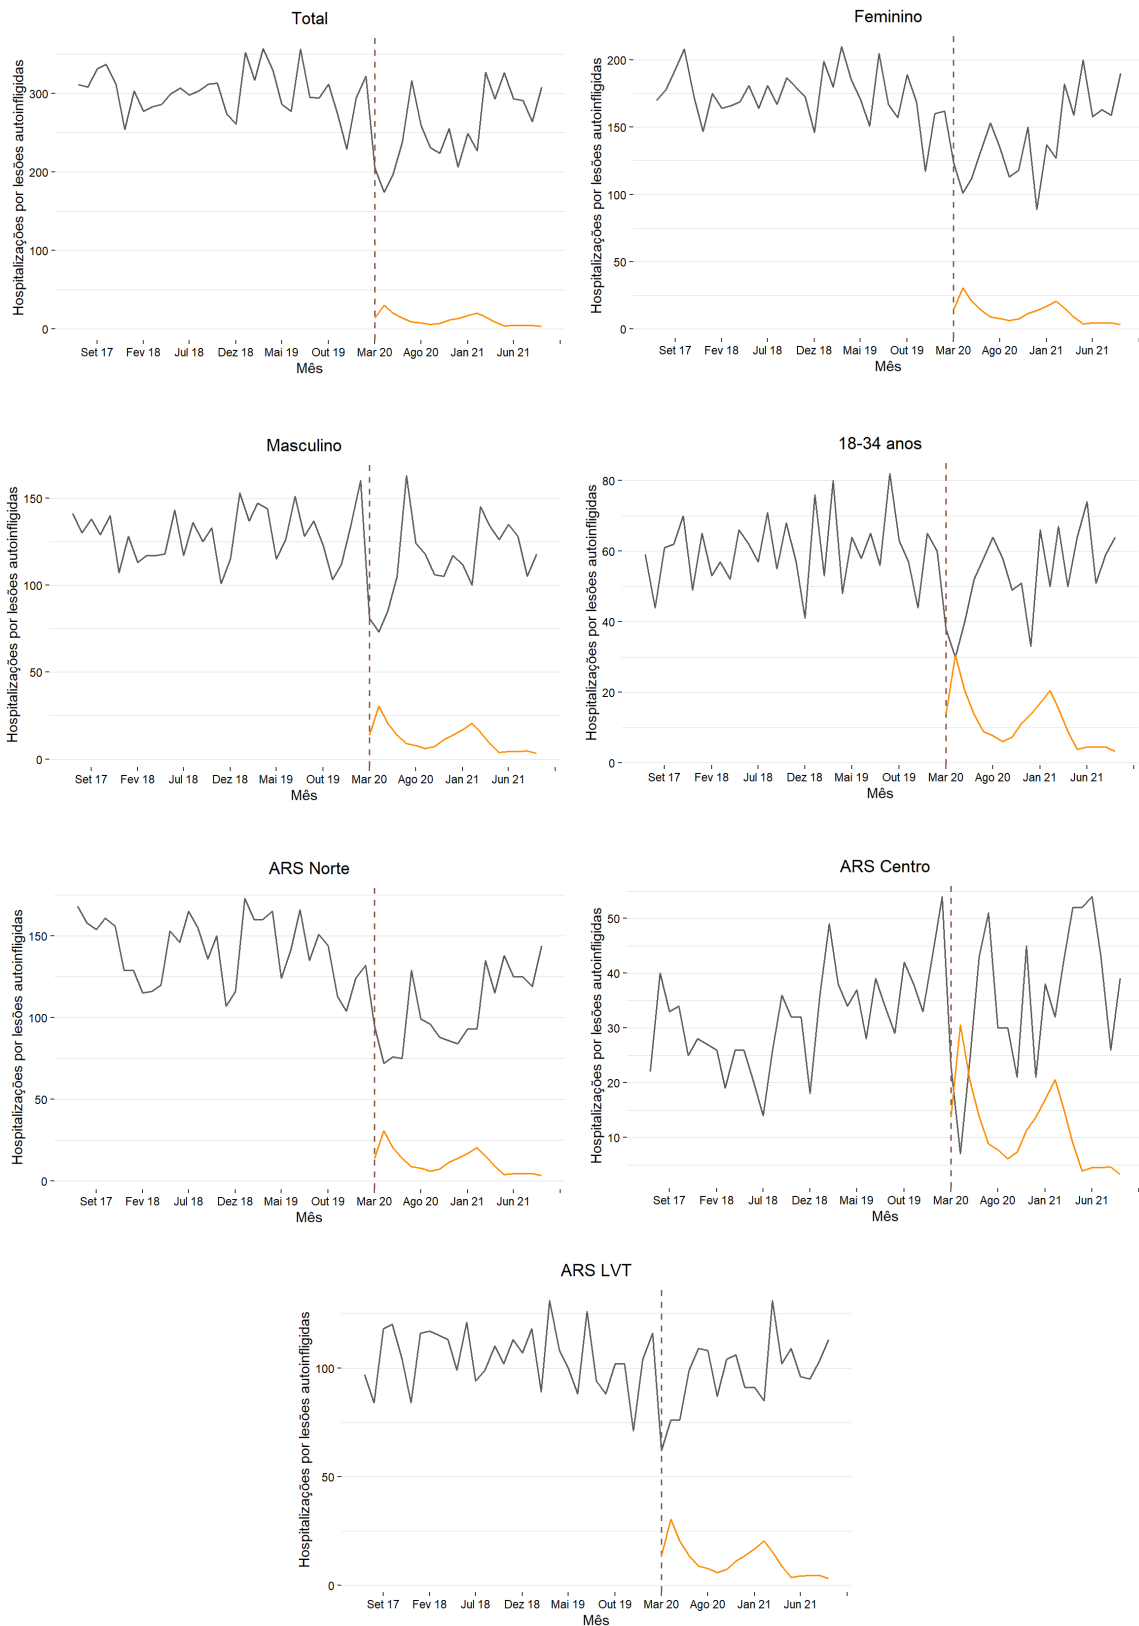 Total
Hospitalizações por lesões autoinfligidas
300
200
100
0
Set 17 Fev 18 Jul 18 Dez 18 Mai 19 Out 19 Mar 20 Ago 20 Jan 21 Jun 21
Mês
Feminino
Hospitalizações por lesões autoinfligidas
200
150
100
50
0
Set 17 Fev 18 Jul 18 Dez 18 Mai 19 Out 19 Mar 20 Ago 20 Jan 21 Jun 21
Mês
Masculino
Hospitalizações por lesões autoinfligidas
150
100
50
0
Set 17 Fev 18 Jul 18 Dez 18 Mai 19 Out 19 Mar 20 Ago 20 Jan 21 Jun 21
Mês
18-34 anos
Hospitalizações por lesões autoinfligidas
80
60
40
20
0
Set 17 Fev 18 Jul 18 Dez 18 Mai 19 Out 19 Mar 20 Ago 20 Jan 21 Jun 21
Mês
ARS Norte
Hospitalizações por lesões autoinfligidas
150
100
50
0
Set 17 Fev 18 Jul 18 Dez 18 Mai 19 Out 19 Mar 20 Ago 20 Jan 21 Jun 21
Mês
ARS Centro
Hospitalizações por lesões autoinfligidas
50
40
30
20
10
Set 17 Fev 18 Jul 18 Dez 18 Mai 19 Out 19 Mar 20 Ago 20 Jan 21 Jun 21
Mês
ARS LVT
Hospitalizações por lesões autoinfligidas
100
50
0
Set 17 Fev 18 Jul 18 Dez 18 Mai 19 Out 19 Mar 20 Ago 20 Jan 21 Jun 21
Mês